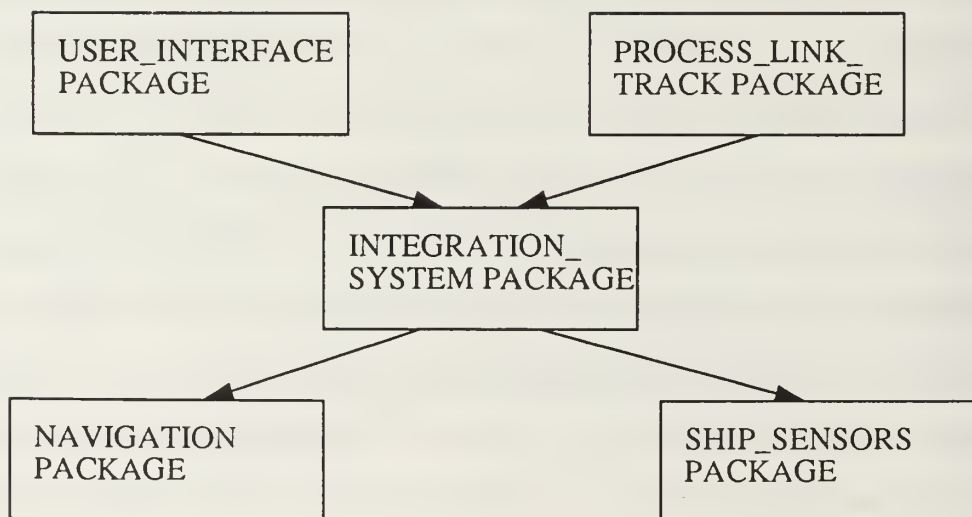 USER_INTERFACE
PACKAGE
PROCESS_LINK_
TRACK PACKAGE
INTEGRATION_
SYSTEM PACKAGE
NAVIGATION
PACKAGE
SHIP_SENSORS
PACKAGE